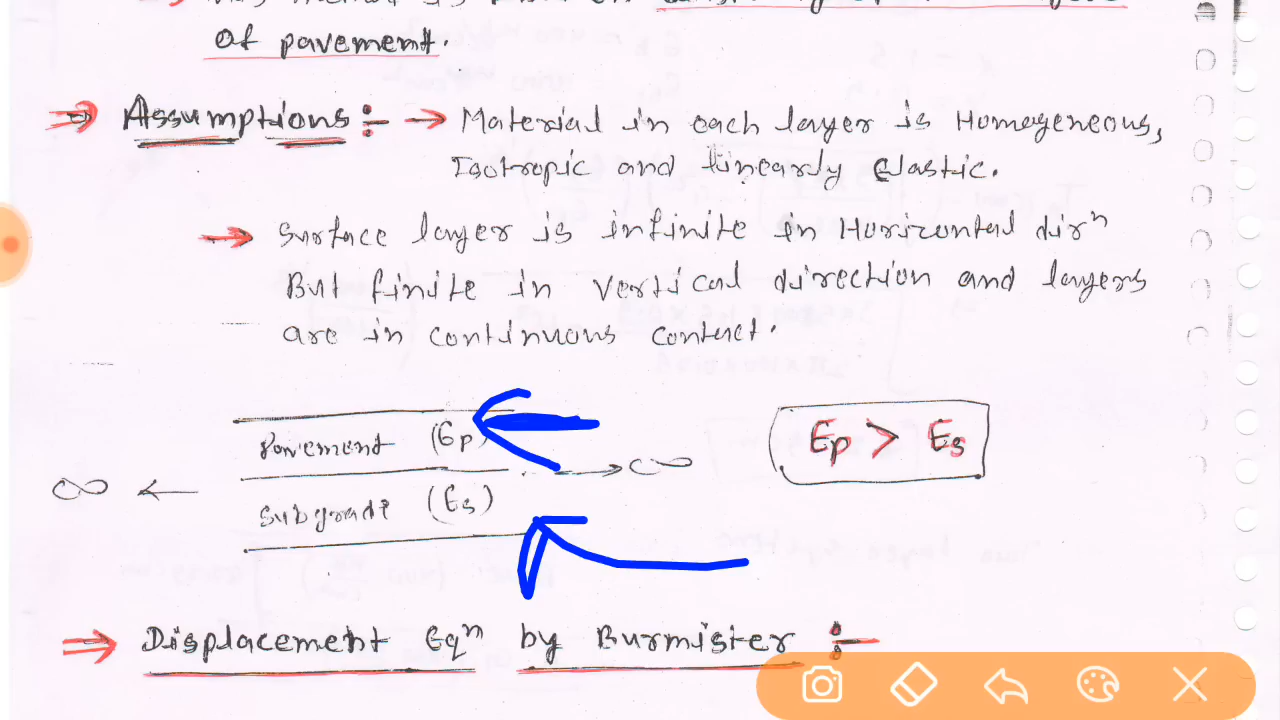 of pavement.
⇒ Assumptions :- → Material in each layer is Homogeneous,
Isotropic and linearly Elastic.
→ Surface layer is infinite in Horizontal dirⁿ
But finite in vertical direction and layers
are in continuous contact.
Pavement (Ep)
Ep > Es
∞ ← → ∞
Subgrade (Es)
⇒ Displacement Eqⁿ by Burmister :-